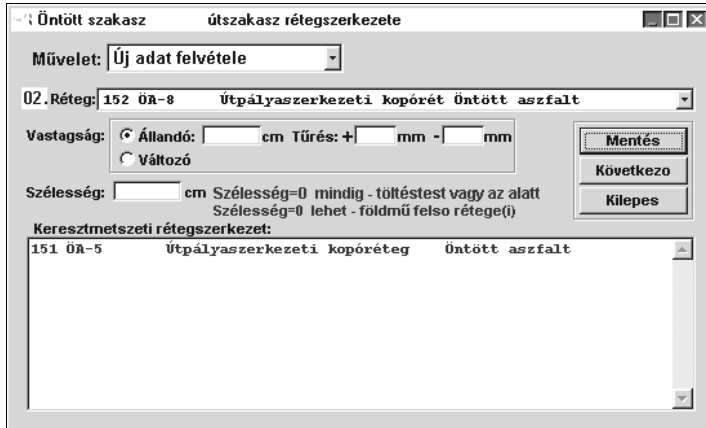 Öntött szakasz útszakasz rétegszerkezete
Művelet: Új adat felvétele
02. Réteg: 152 ÖA-8 Útpályaszerkezeti kopórét Öntött aszfalt
Vastagság: Állandó: cm Tűrés: + mm - mm
Változó
Mentés
Következo
Kilepes
Szélesség: cm Szélesség=0 mindig - töltéstest vagy az alatt
Szélesség=0 lehet - földmű felso rétege(i)
Keresztmetszeti rétegszerkezet:
151 ÖA-5 Útpályaszerkezeti kopóréteg Öntött aszfalt